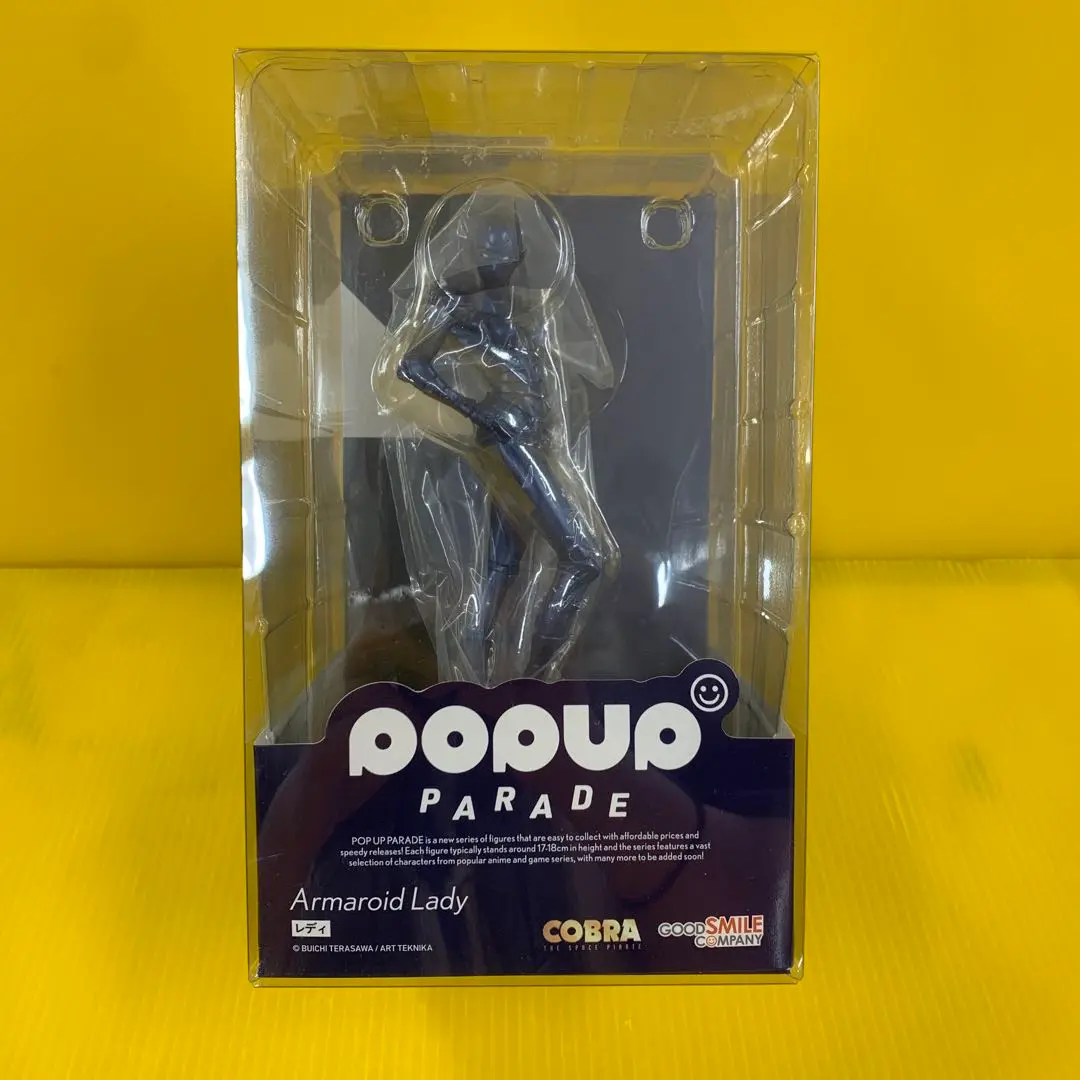 POPUP
PARADE
POP UP PARADE is a new series of figures that are easy to collect with affordable prices and
speedy releases! Each figure typically stands around 17-18cm in height and the series features a vast
selection of characters from popular anime and game series, with many more to be added soon!
Armaroid Lady
レディ
© BUICHI TERASAWA / ART TEKNIKA
COBRA
THE SPACE PIRATE
GOODSMILE
COMPANY